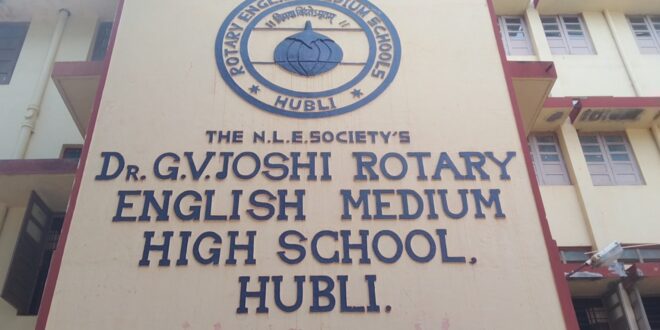 ROTARY ENGLISH MEDIUM SCHOOLS
★ HUBLI ★
THE N.L.E.SOCIETY'S
DR.G.V.JOSHI ROTARY
ENGLISH MEDIUM
HIGH SCHOOL,
HUBLI.